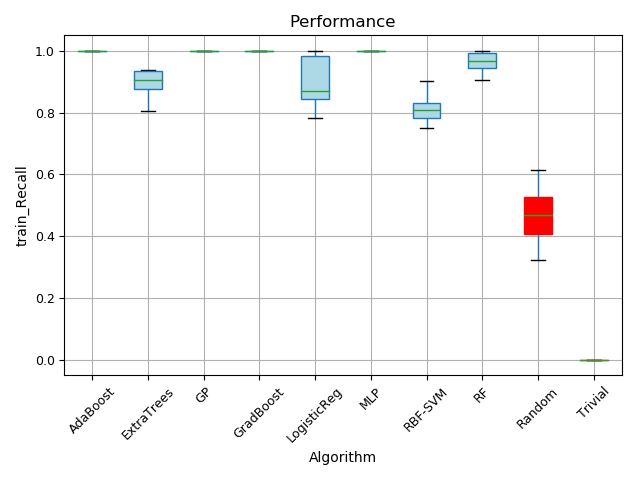 Performance
train_Recall
1.0
0.8
0.6
0.4
0.2
0.0
AdaBoost
ExtraTrees
GP
GradBoost
LogisticReg
MLP
RBF-SVM
RF
Random
Trivial
Algorithm